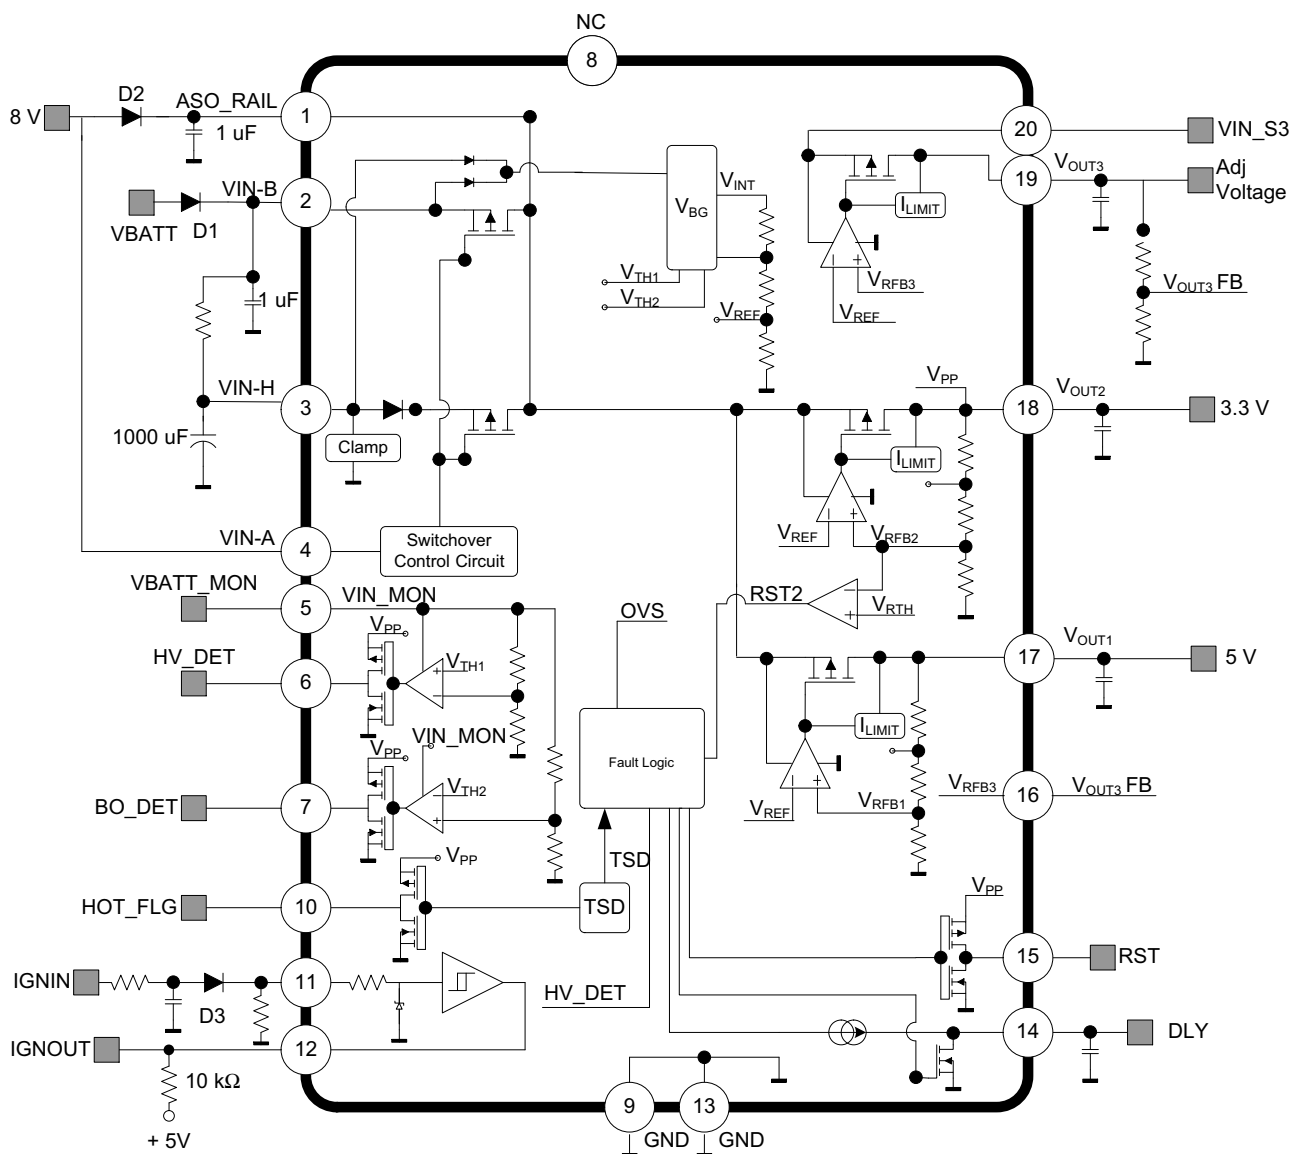 NC
8
8 V
D2
ASO_RAIL
1
1 uF
20
VIN_S3
19
VOUT3
Adj
Voltage
VBATT
D1
VIN-B
2
VBG
VINT
ILIMIT
VTH1
VTH2
VREF
VRFB3
VREF
VOUT3 FB
1 uF
VIN-H
3
1000 uF
Clamp
VPP
18
VOUT2
3.3 V
ILIMIT
VREF
VRFB2
VIN-A
4
Switchover
Control Circuit
VBATT_MON
5
VIN_MON
OVS
RST2
VRTH
HV_DET
6
VPP
VTH1
17
VOUT1
5 V
ILIMIT
VIN_MON
VPP
VTH2
BO_DET
7
Fault Logic
VREF
VRFB1
VRFB3
16
VOUT3 FB
VPP
TSD
HOT_FLG
10
TSD
VPP
15
RST
IGNIN
D3
11
HV_DET
14
DLY
IGNOUT
12
10 kΩ
+ 5V
9
13
GND
GND